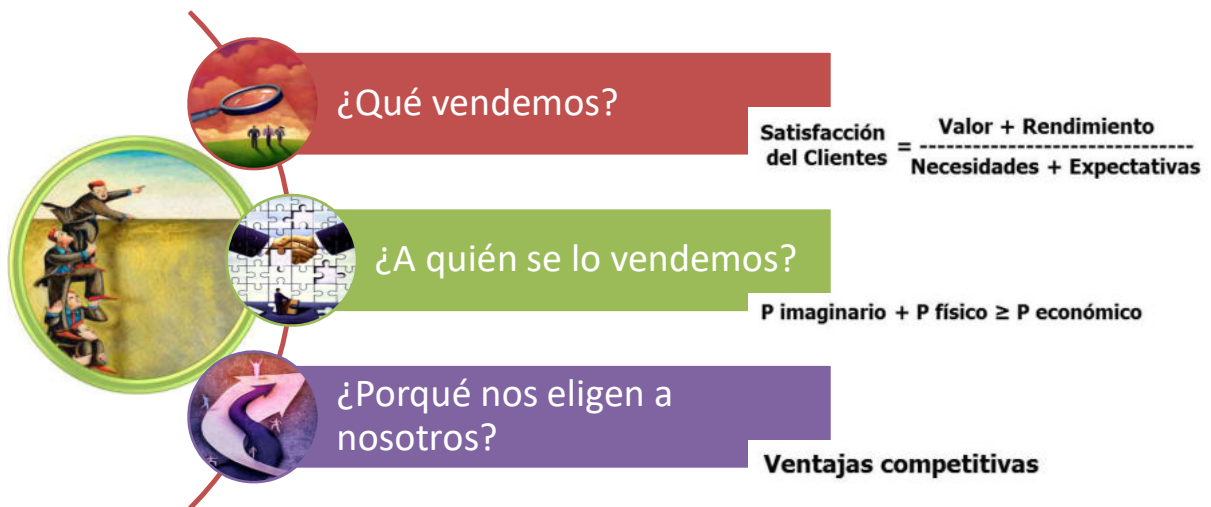 ¿Qué vendemos?
Satisfacción
del Clientes
=
Valor + Rendimiento
-------------------------------
Necesidades + Expectativas
¿A quién se lo vendemos?
P imaginario + P físico ≥ P económico
¿Porqué nos eligen a
nosotros?
Ventajas competitivas